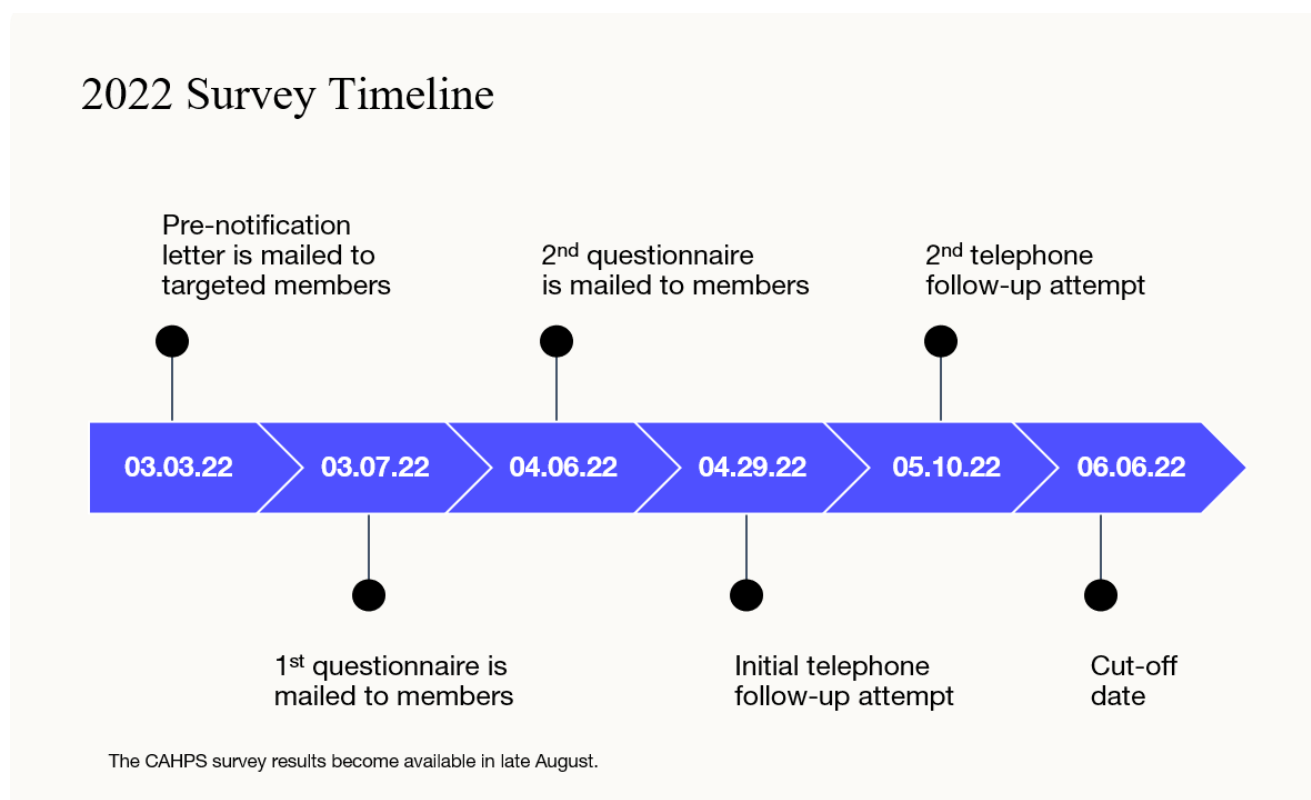 2022 Survey Timeline
Pre-notification
letter is mailed to
targeted members
2nd questionnaire
is mailed to members
2nd telephone
follow-up attempt
03.03.22
03.07.22
04.06.22
04.29.22
05.10.22
06.06.22
1st questionnaire is
mailed to members
Initial telephone
follow-up attempt
Cut-off
date
The CAHPS survey results become available in late August.